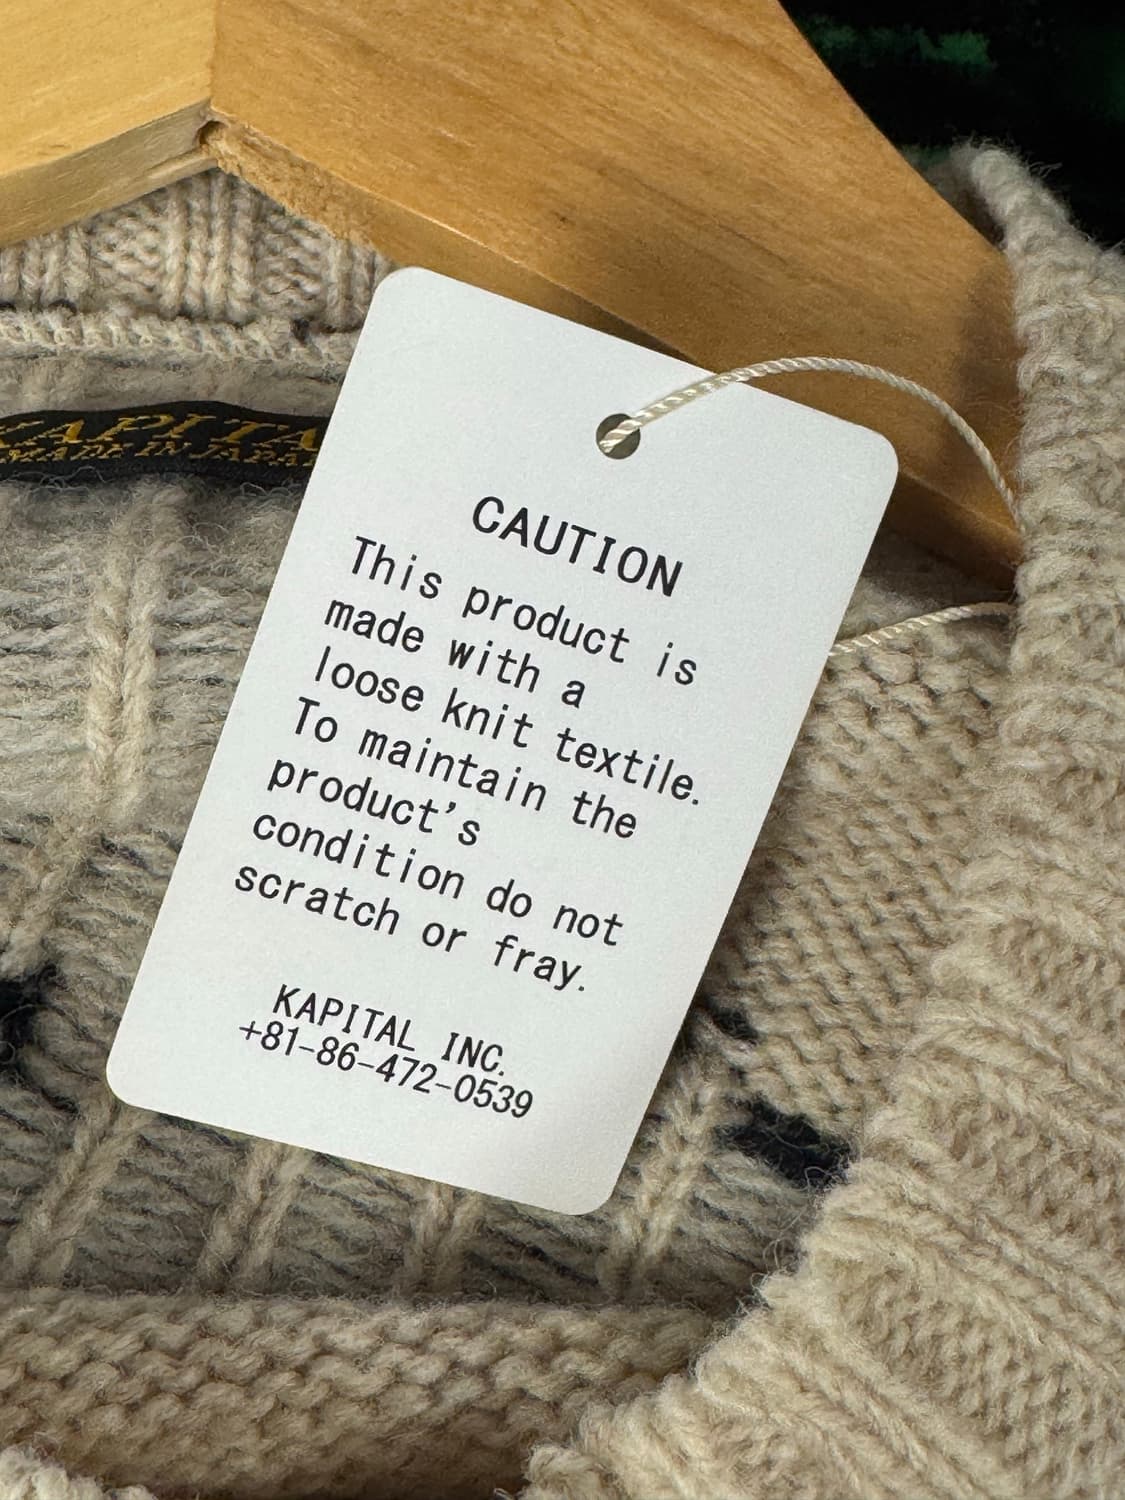 KAPITA
MADE IN JAPAN
CAUTION
This product is
made with a
loose knit textile.
To maintain the
product's
condition do not
scratch or fray.
KAPITAL INC.
+81-86-472-0539